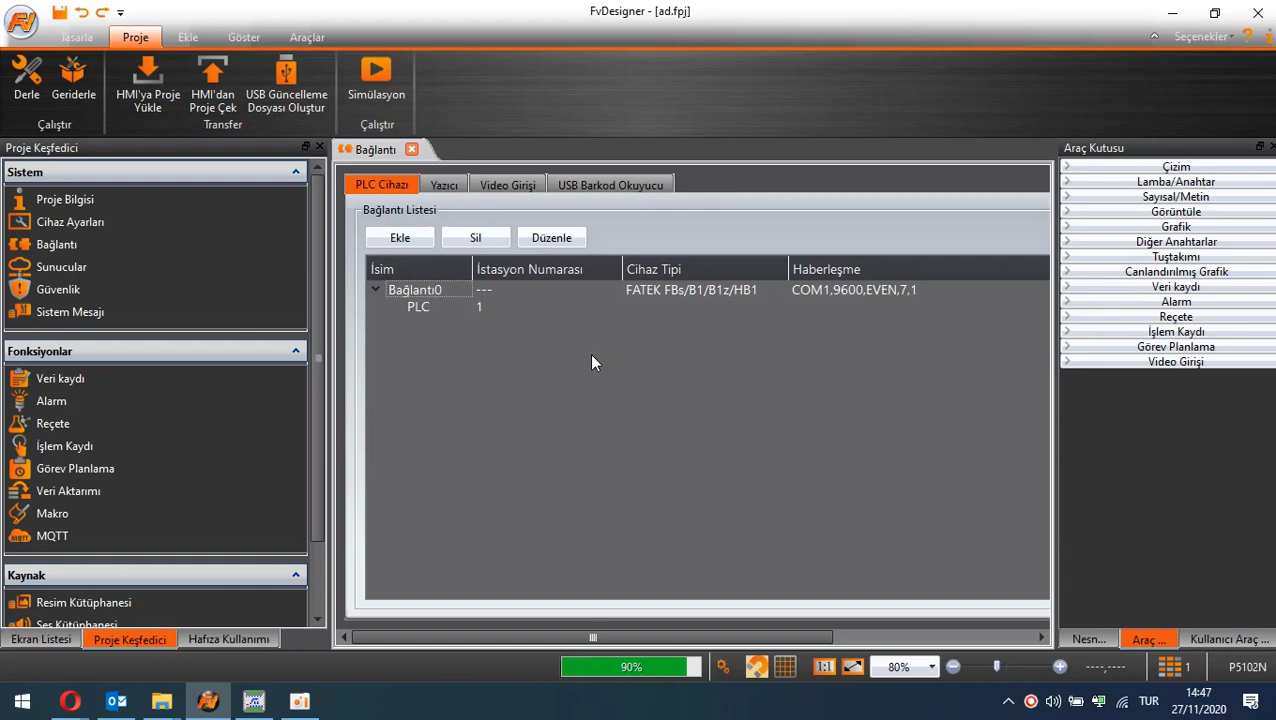 FvDesigner - [ad.fpj]
Tasarla Proje Ekle Göster Araçlar Seçenekler
Derle Geriderle HMI'ya Proje Yükle HMI'dan Proje Çek USB Güncelleme Dosyası Oluştur Simülasyon
Çalıştır Transfer Çalıştır
Proje Keşfedici
Sistem
Proje Bilgisi
Cihaz Ayarları
Bağlantı
Sunucular
Güvenlik
Sistem Mesajı
Fonksiyonlar
Veri kaydı
Alarm
Reçete
İşlem Kaydı
Görev Planlama
Veri Aktarımı
Makro
MQTT
Kaynak
Resim Kütüphanesi
Ses Kütüphanesi
Ekran Listesi Proje Keşfedici Hafıza Kullanımı
Bağlantı
PLC Cihazı Yazıcı Video Girişi USB Barkod Okuyucu
Bağlantı Listesi
Ekle Sil Düzenle
İsim İstasyon Numarası Cihaz Tipi Haberleşme
Bağlantı0 --- FATEK FBs/B1/B1z/HB1 COM1,9600,EVEN,7,1
PLC 1
Araç Kutusu
Çizim
Lamba/Anahtar
Sayısal/Metin
Görüntüle
Grafik
Diğer Anahtarlar
Tuştakımı
Canlandırılmış Grafik
Veri kaydı
Alarm
Reçete
İşlem Kaydı
Görev Planlama
Video Girişi
Nesn... Araç ... Kullanıcı Araç ...
90% 1:1 80% ----,---- 1 P5102N
TUR 14:47
27/11/2020